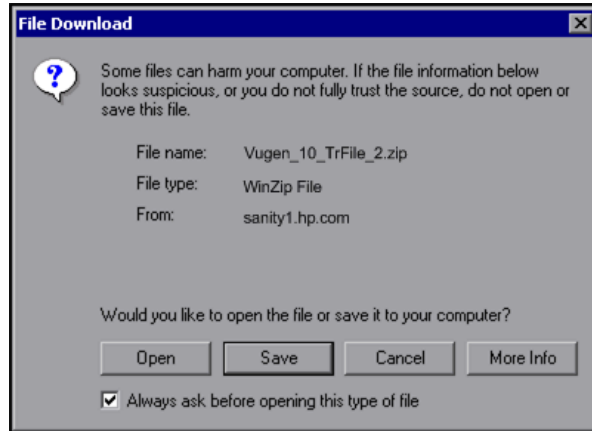 File Download
Some files can harm your computer. If the file information below
looks suspicious, or you do not fully trust the source, do not open or
save this file.
File name: Vugen_10_TrFile_2.zip
File type: WinZip File
From: sanity1.hp.com
Would you like to open the file or save it to your computer?
Open Save Cancel More Info
Always ask before opening this type of file